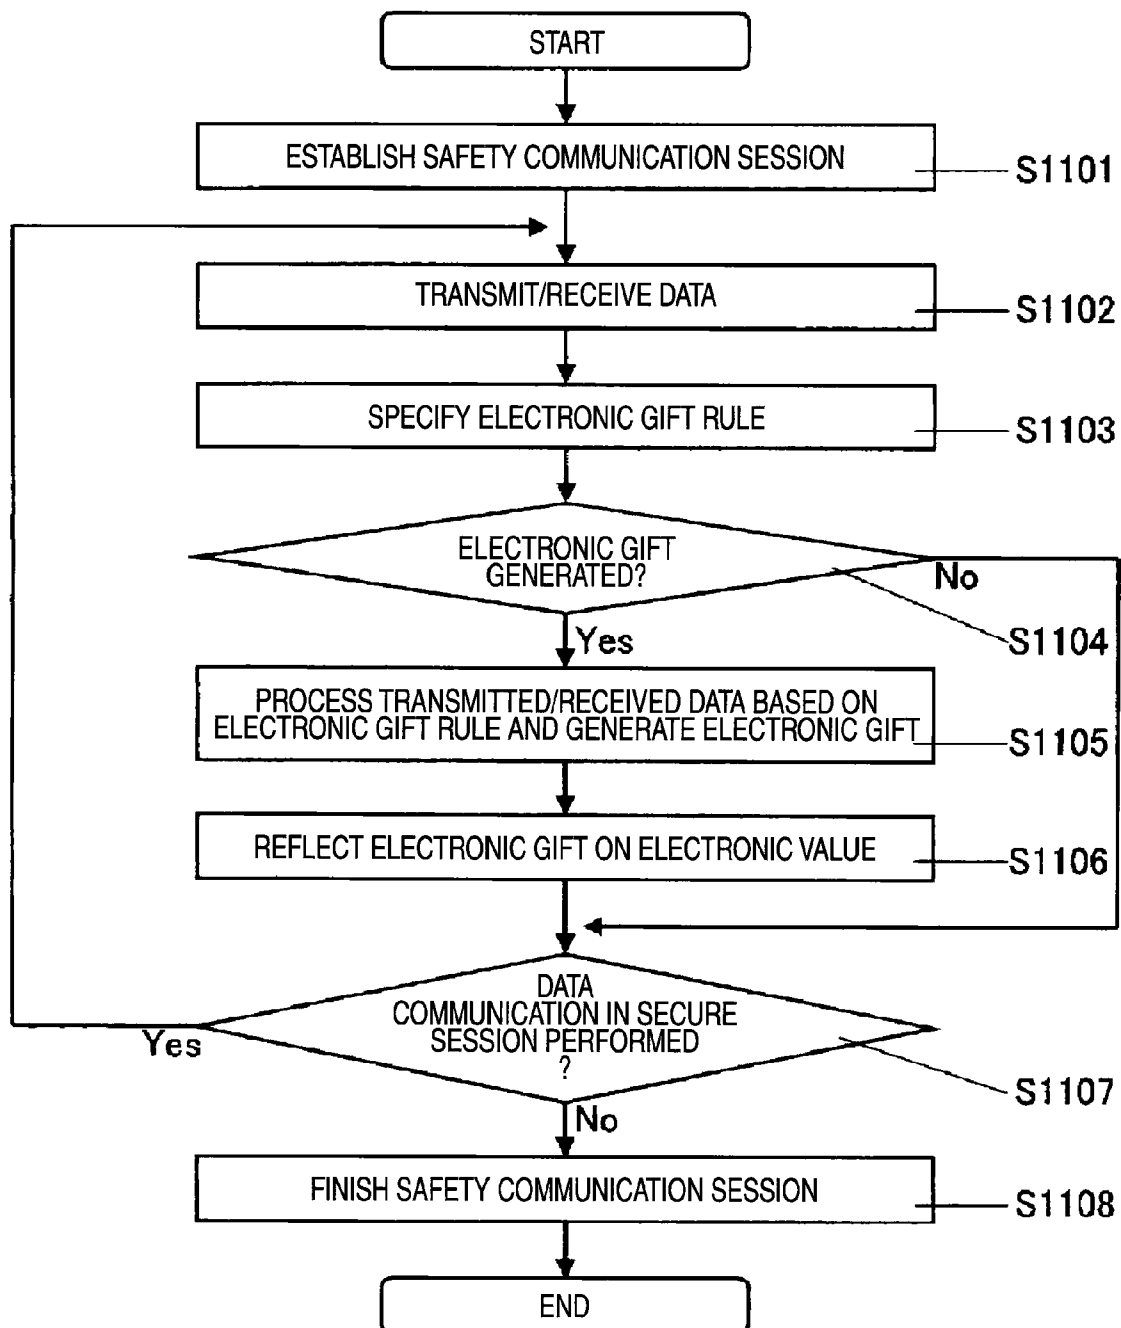 START
ESTABLISH SAFETY COMMUNICATION SESSION
S1101
TRANSMIT/RECEIVE DATA
S1102
SPECIFY ELECTRONIC GIFT RULE
S1103
ELECTRONIC GIFT
GENERATED?
No
S1104
Yes
PROCESS TRANSMITTED/RECEIVED DATA BASED ON
ELECTRONIC GIFT RULE AND GENERATE ELECTRONIC GIFT
S1105
REFLECT ELECTRONIC GIFT ON ELECTRONIC VALUE
S1106
DATA
COMMUNICATION IN SECURE
SESSION PERFORMED
?
Yes
S1107
No
FINISH SAFETY COMMUNICATION SESSION
S1108
END